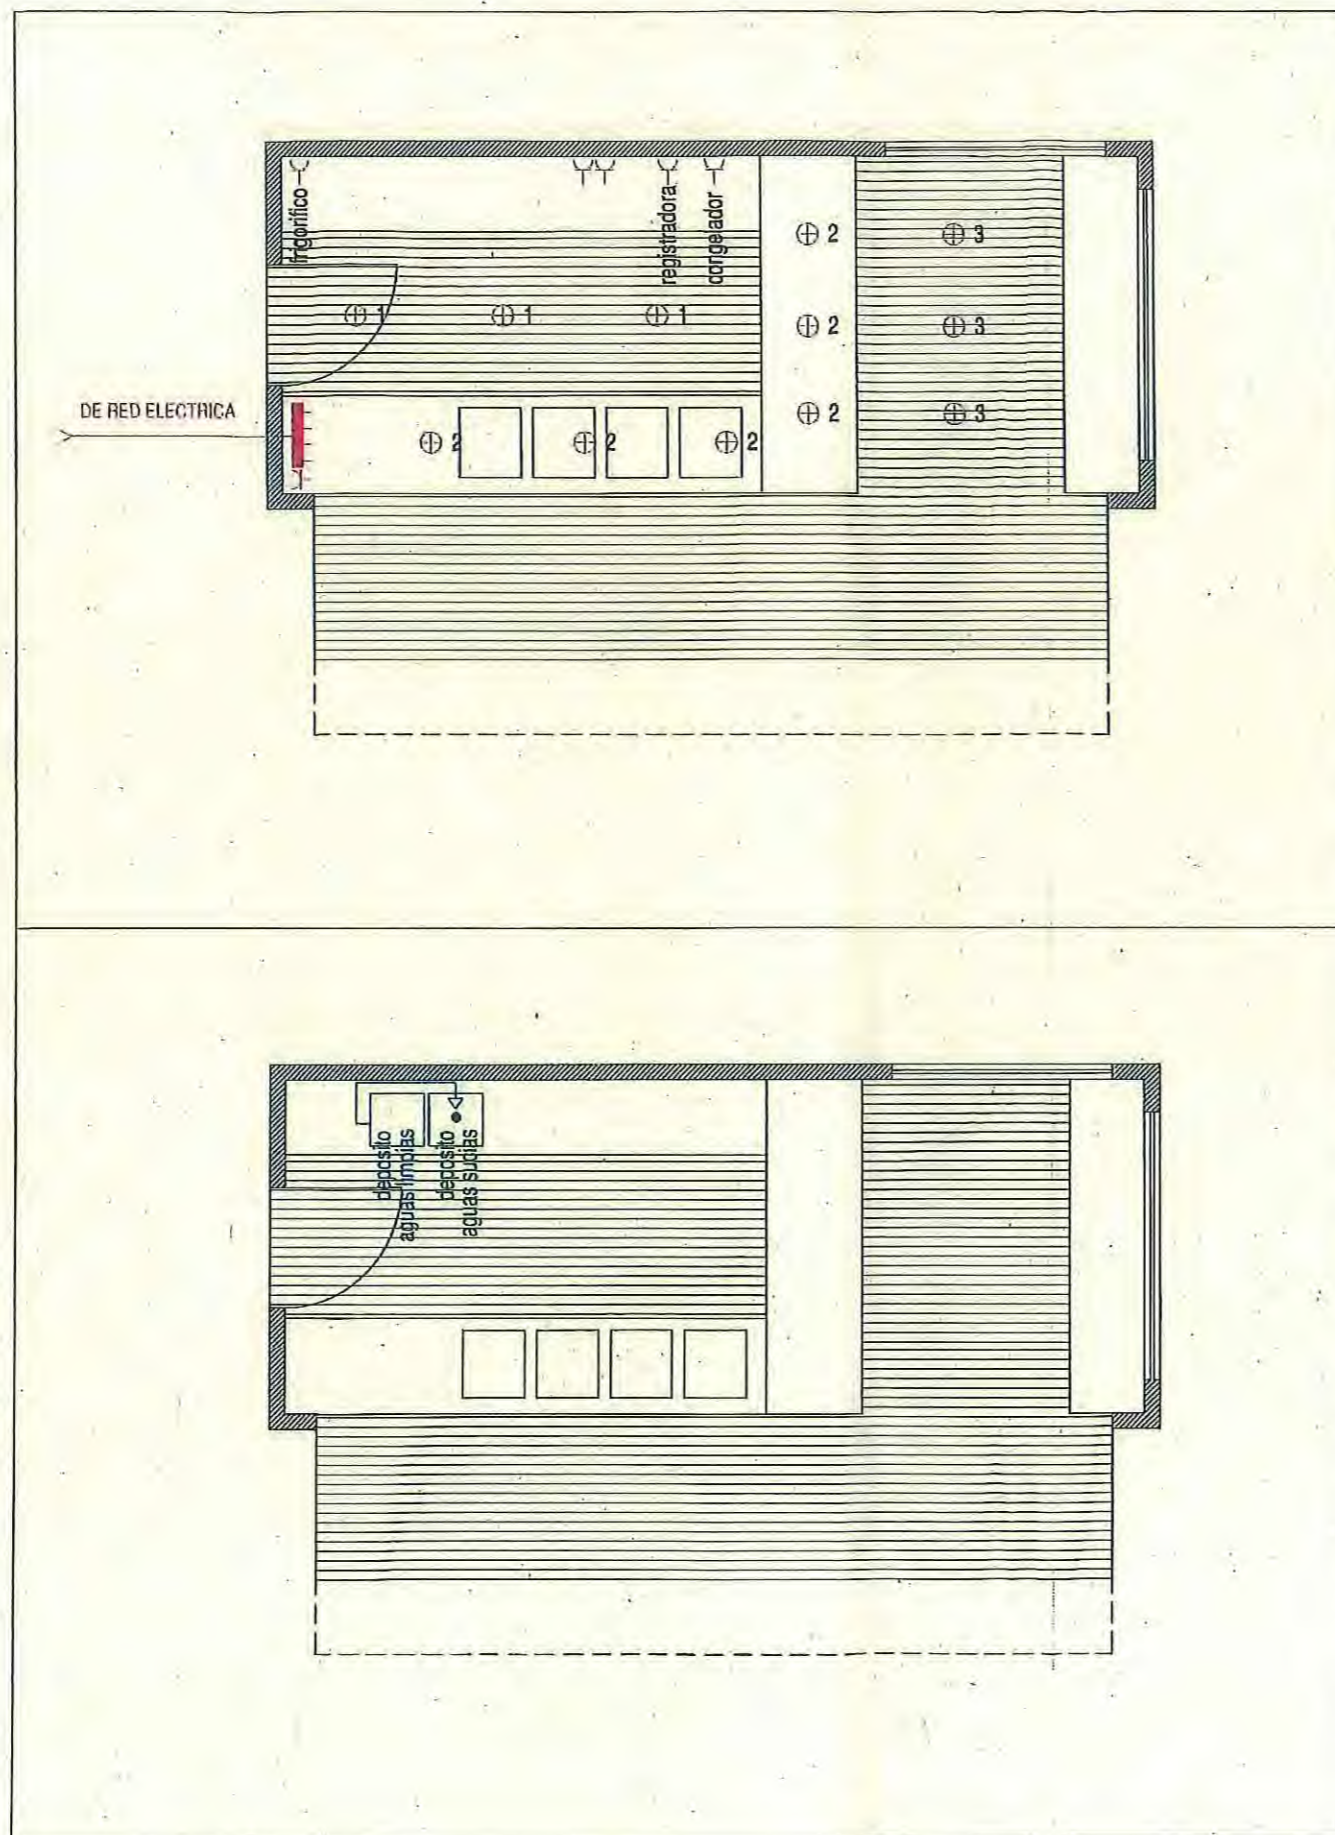 frigorifico
registradora
congelador
⊕ 2
⊕ 3
⊕ 1
⊕ 1
⊕ 1
⊕ 2
⊕ 3
DE RED ELECTRICA
⊕ 2
⊕ 3
⊕ 2
⊕ 2
⊕ 2
deposito
aguas limpias
deposito
aguas sucias